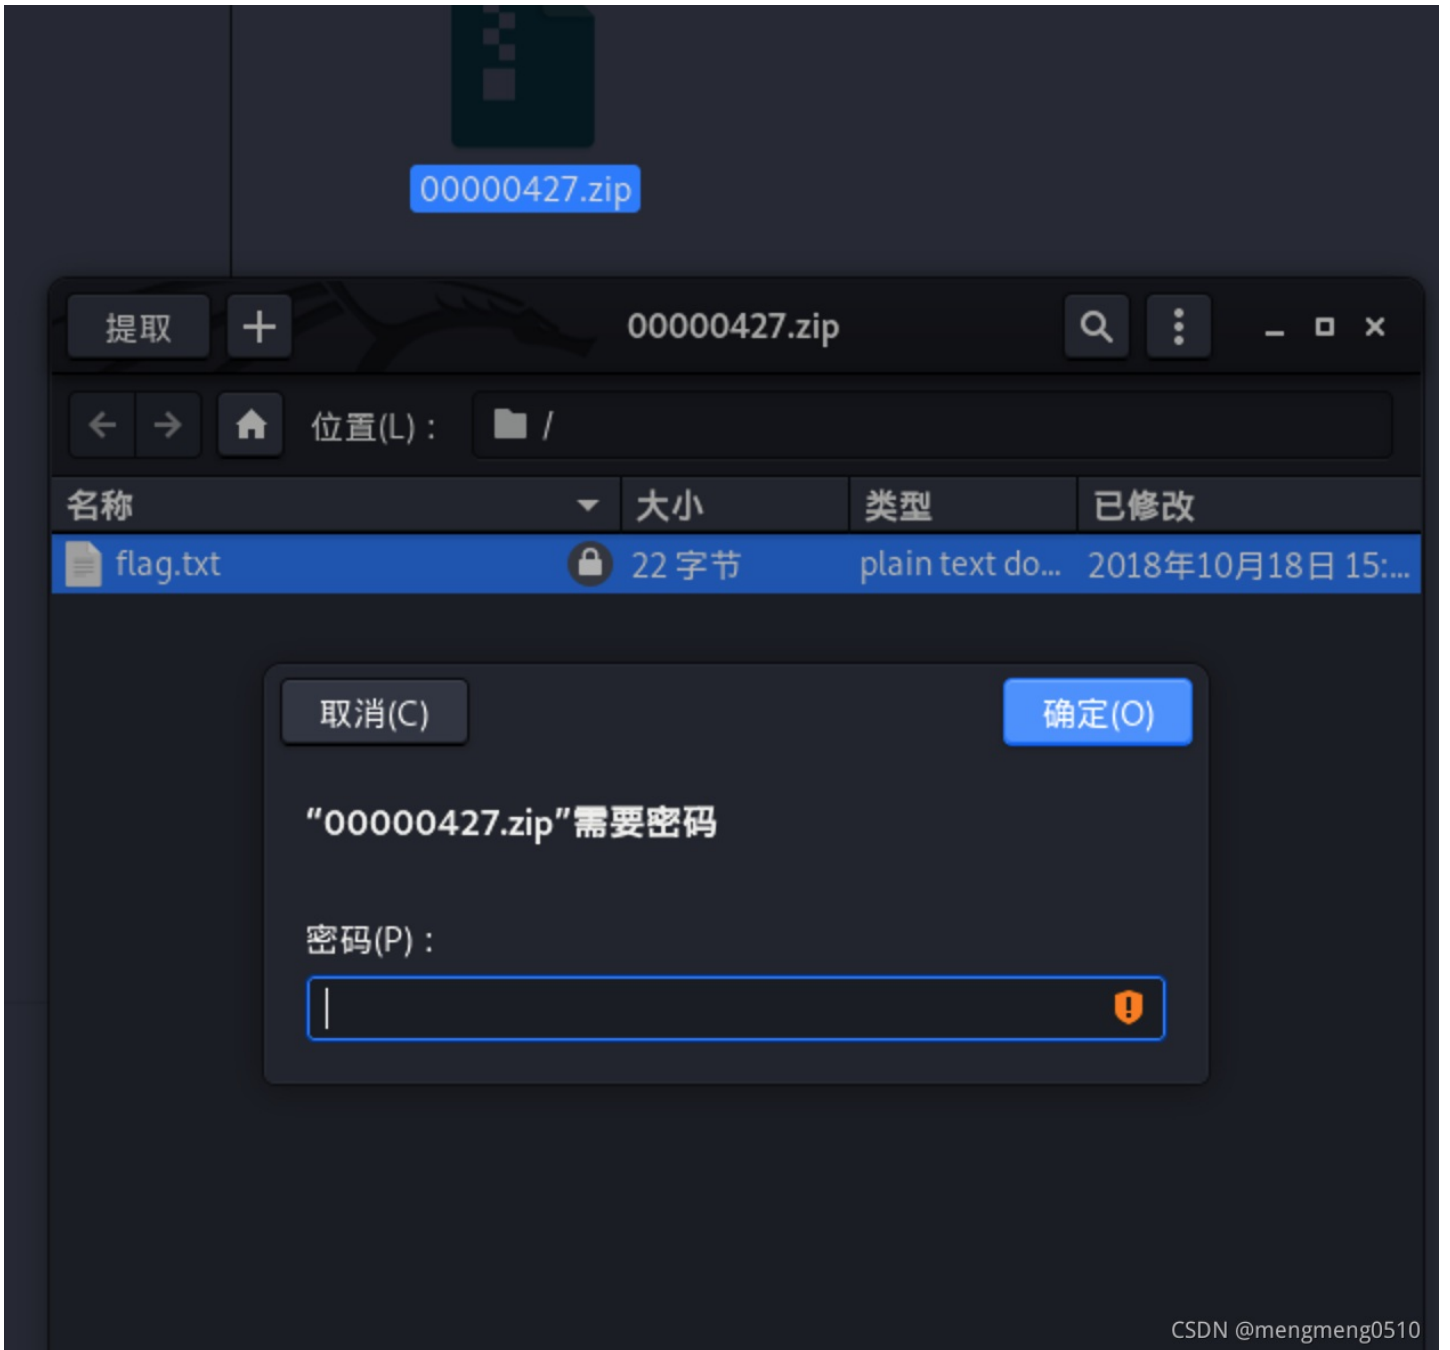 00000427.zip
提取
00000427.zip
位置(L)：
/
名称 大小 类型 已修改
flag.txt 22 字节 plain text do... 2018年10月18日 15:...
取消(C) 确定(O)
“00000427.zip”需要密码
密码(P)：
CSDN @mengmeng0510